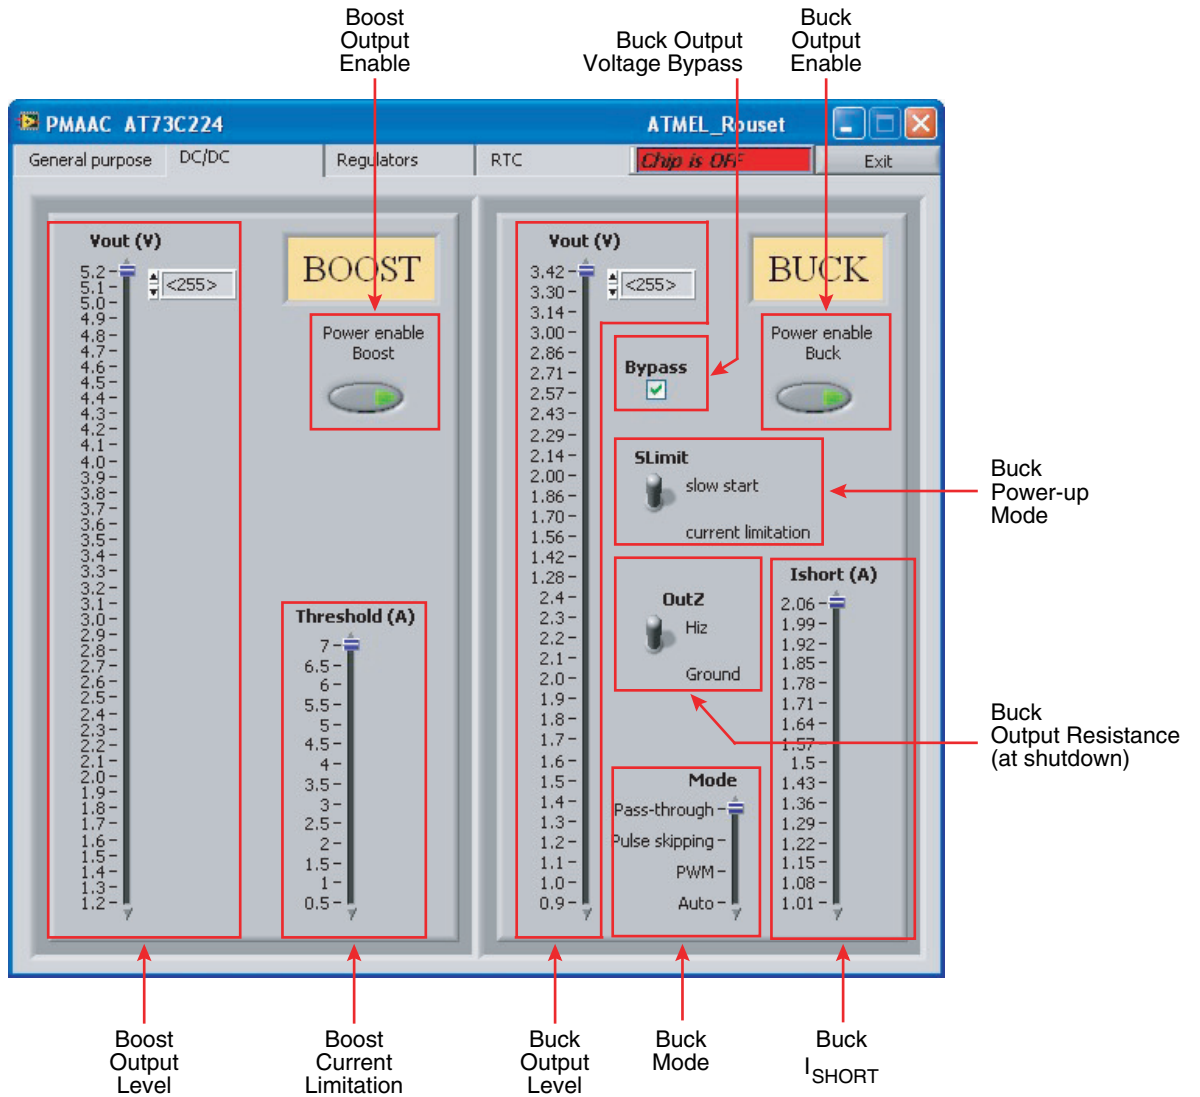 Boost
Output
Enable
Buck Output
Voltage Bypass
Buck
Output
Enable
PMAAC AT73C224
ATMEL_Rouset
General purpose
DC/DC
Regulators
RTC
Chip is OFF
Exit
Vout (V)
5.2
5.1
5.0
4.9
4.8
4.7
4.6
4.5
4.4
4.3
4.2
4.1
4.0
3.9
3.8
3.7
3.6
3.5
3.4
3.3
3.2
3.1
3.0
2.9
2.8
2.7
2.6
2.5
2.4
2.3
2.2
2.1
2.0
1.9
1.8
1.7
1.6
1.5
1.4
1.3
1.2
<255>
BOOST
Power enable
Boost
Threshold (A)
7
6.5
6
5.5
5
4.5
4
3.5
3
2.5
2
1.5
1
0.5
Vout (V)
3.42
3.30
3.14
3.00
2.86
2.71
2.57
2.43
2.29
2.14
2.00
1.86
1.70
1.56
1.42
1.28
2.4
2.3
2.2
2.1
2.0
1.9
1.8
1.7
1.6
1.5
1.4
1.3
1.2
1.1
1.0
0.9
<255>
BUCK
Power enable
Buck
Bypass
SLimit
slow start
current limitation
OutZ
Hiz
Ground
Mode
Pass-through
Pulse skipping
PWM
Auto
Ishort (A)
2.06
1.99
1.92
1.85
1.78
1.71
1.64
1.57
1.5
1.43
1.36
1.29
1.22
1.15
1.08
1.01
Buck
Power-up
Mode
Buck
Output Resistance
(at shutdown)
Boost
Output
Level
Boost
Current
Limitation
Buck
Output
Level
Buck
Mode
Buck
ISHORT